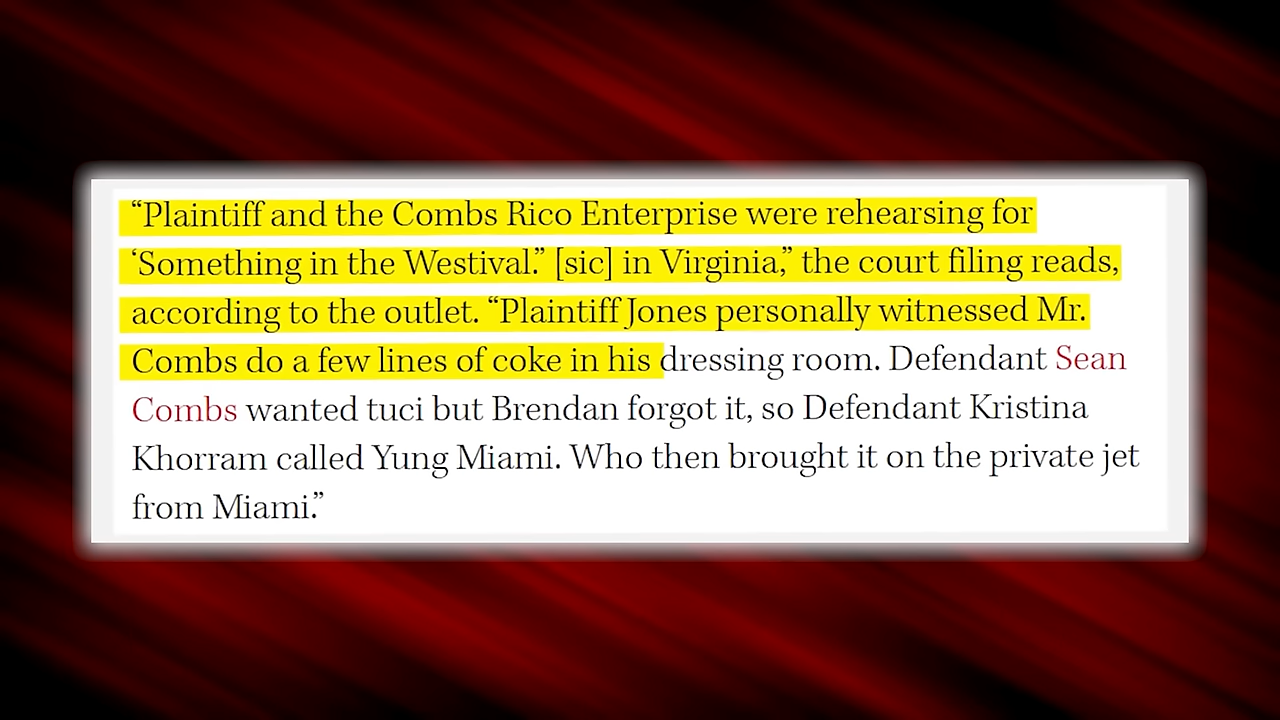 “Plaintiff and the Combs Rico Enterprise were rehearsing for
‘Something in the Westival.” [sic] in Virginia,” the court filing reads,
according to the outlet. “Plaintiff Jones personally witnessed Mr.
Combs do a few lines of coke in his dressing room. Defendant Sean
Combs wanted tuci but Brendan forgot it, so Defendant Kristina
Khorram called Yung Miami. Who then brought it on the private jet
from Miami.”